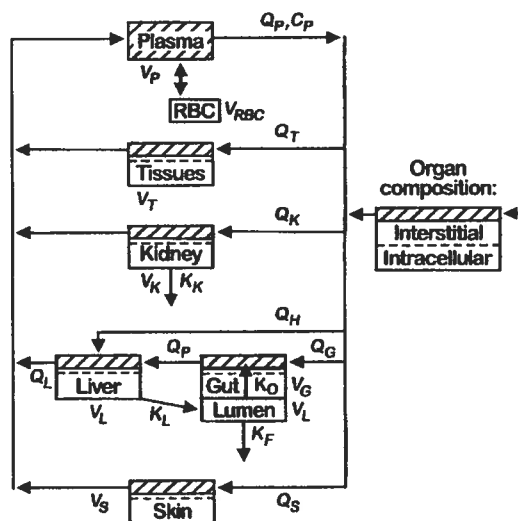 Plasma
Q_P, C_P
V_P
RBC
V_RBC
Q_T
Tissues
V_T
Organ
composition:
Interstitial
Intracellular
Q_K
Kidney
V_K
K_K
Q_H
Q_L
Q_P
Q_G
Liver
Gut
K_O
V_G
V_L
K_L
Lumen
V_L
K_F
V_S
Q_S
Skin